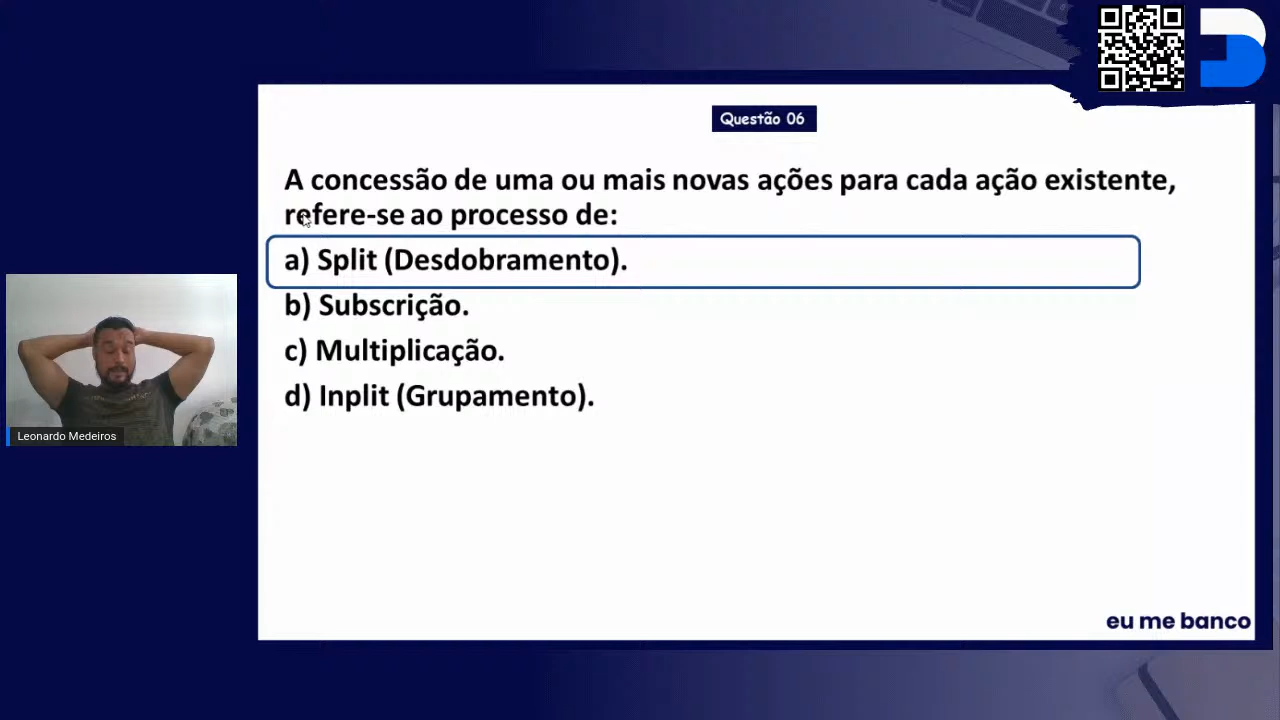 Questão 06
A concessão de uma ou mais novas ações para cada ação existente,
refere-se ao processo de:
a) Split (Desdobramento).
b) Subscrição.
c) Multiplicação.
d) Inplit (Grupamento).
Leonardo Medeiros
eu me banco